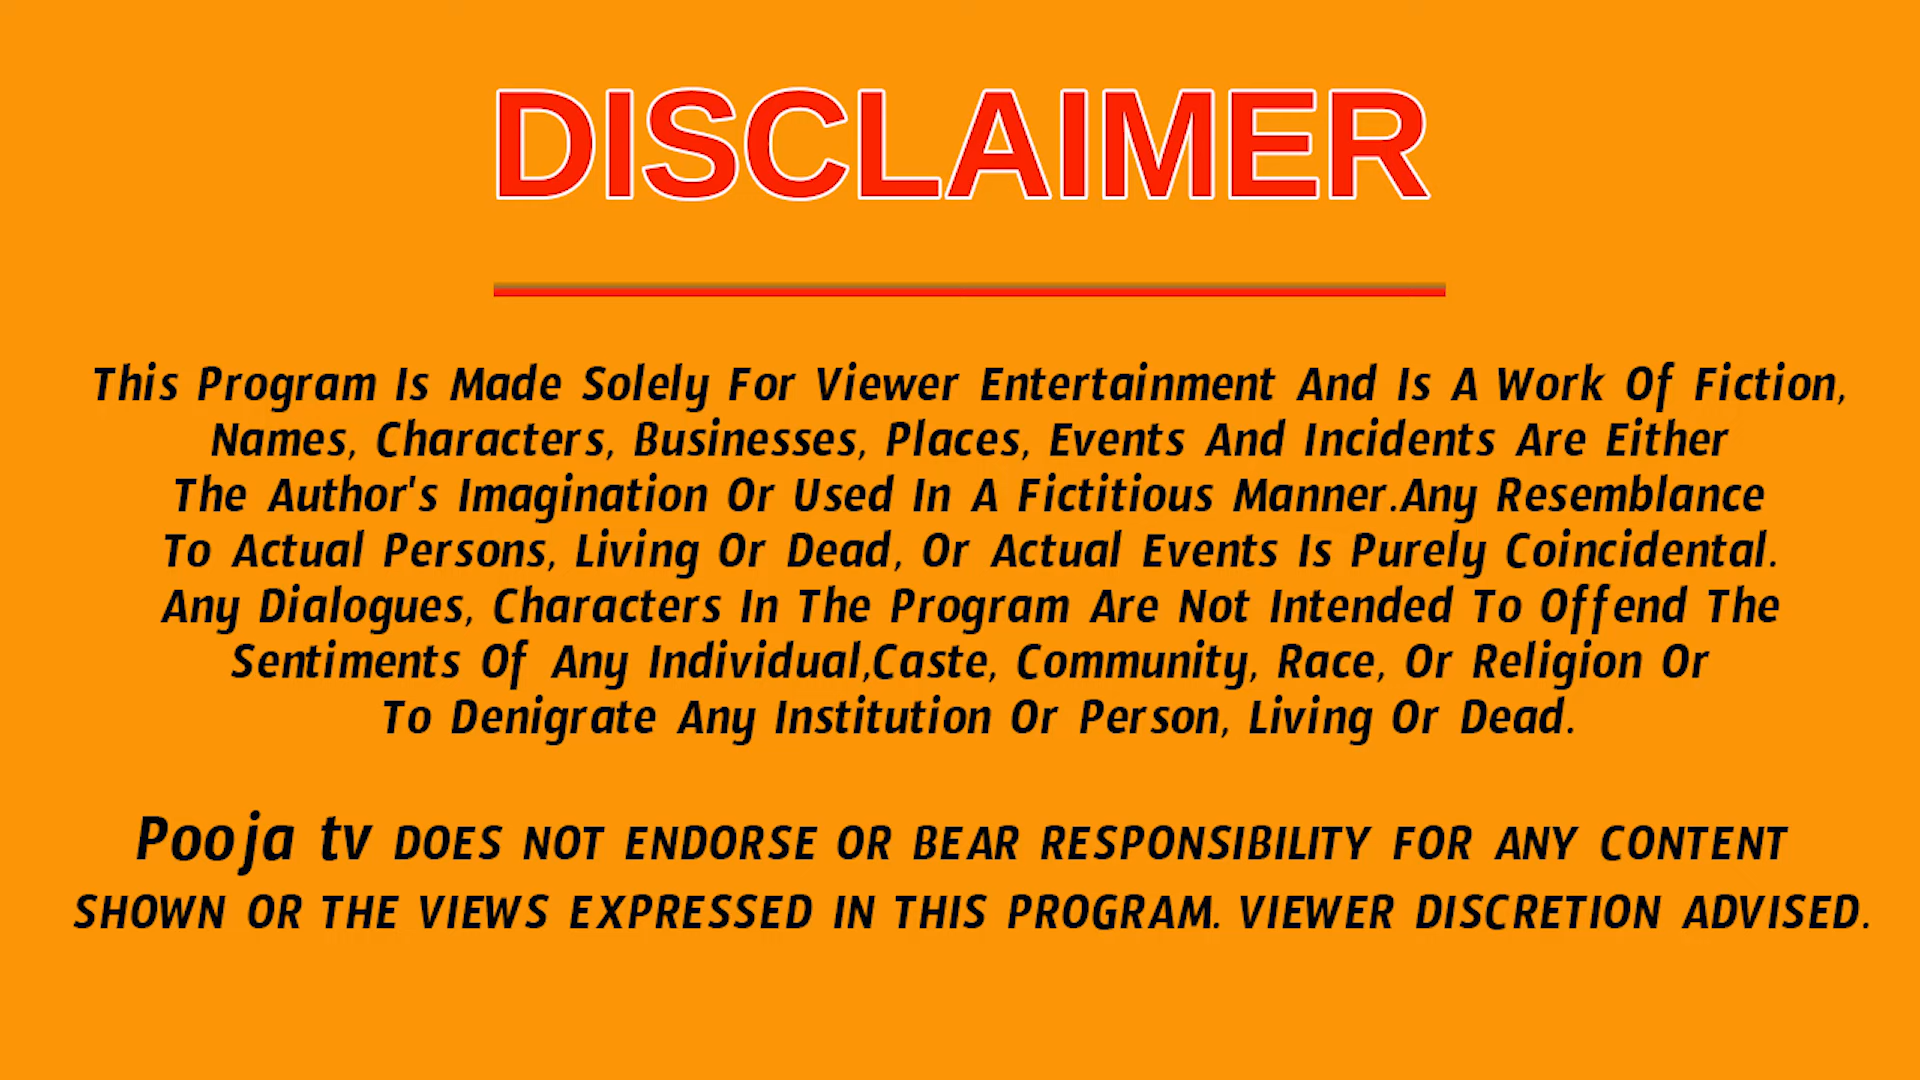 DISCLAIMER
This Program Is Made Solely For Viewer Entertainment And Is A Work Of Fiction,
Names, Characters, Businesses, Places, Events And Incidents Are Either
The Author's Imagination Or Used In A Fictitious Manner.Any Resemblance
To Actual Persons, Living Or Dead, Or Actual Events Is Purely Coincidental.
Any Dialogues, Characters In The Program Are Not Intended To Offend The
Sentiments Of Any Individual,Caste, Community, Race, Or Religion Or
To Denigrate Any Institution Or Person, Living Or Dead.
Pooja tv DOES NOT ENDORSE OR BEAR RESPONSIBILITY FOR ANY CONTENT
SHOWN OR THE VIEWS EXPRESSED IN THIS PROGRAM. VIEWER DISCRETION ADVISED.